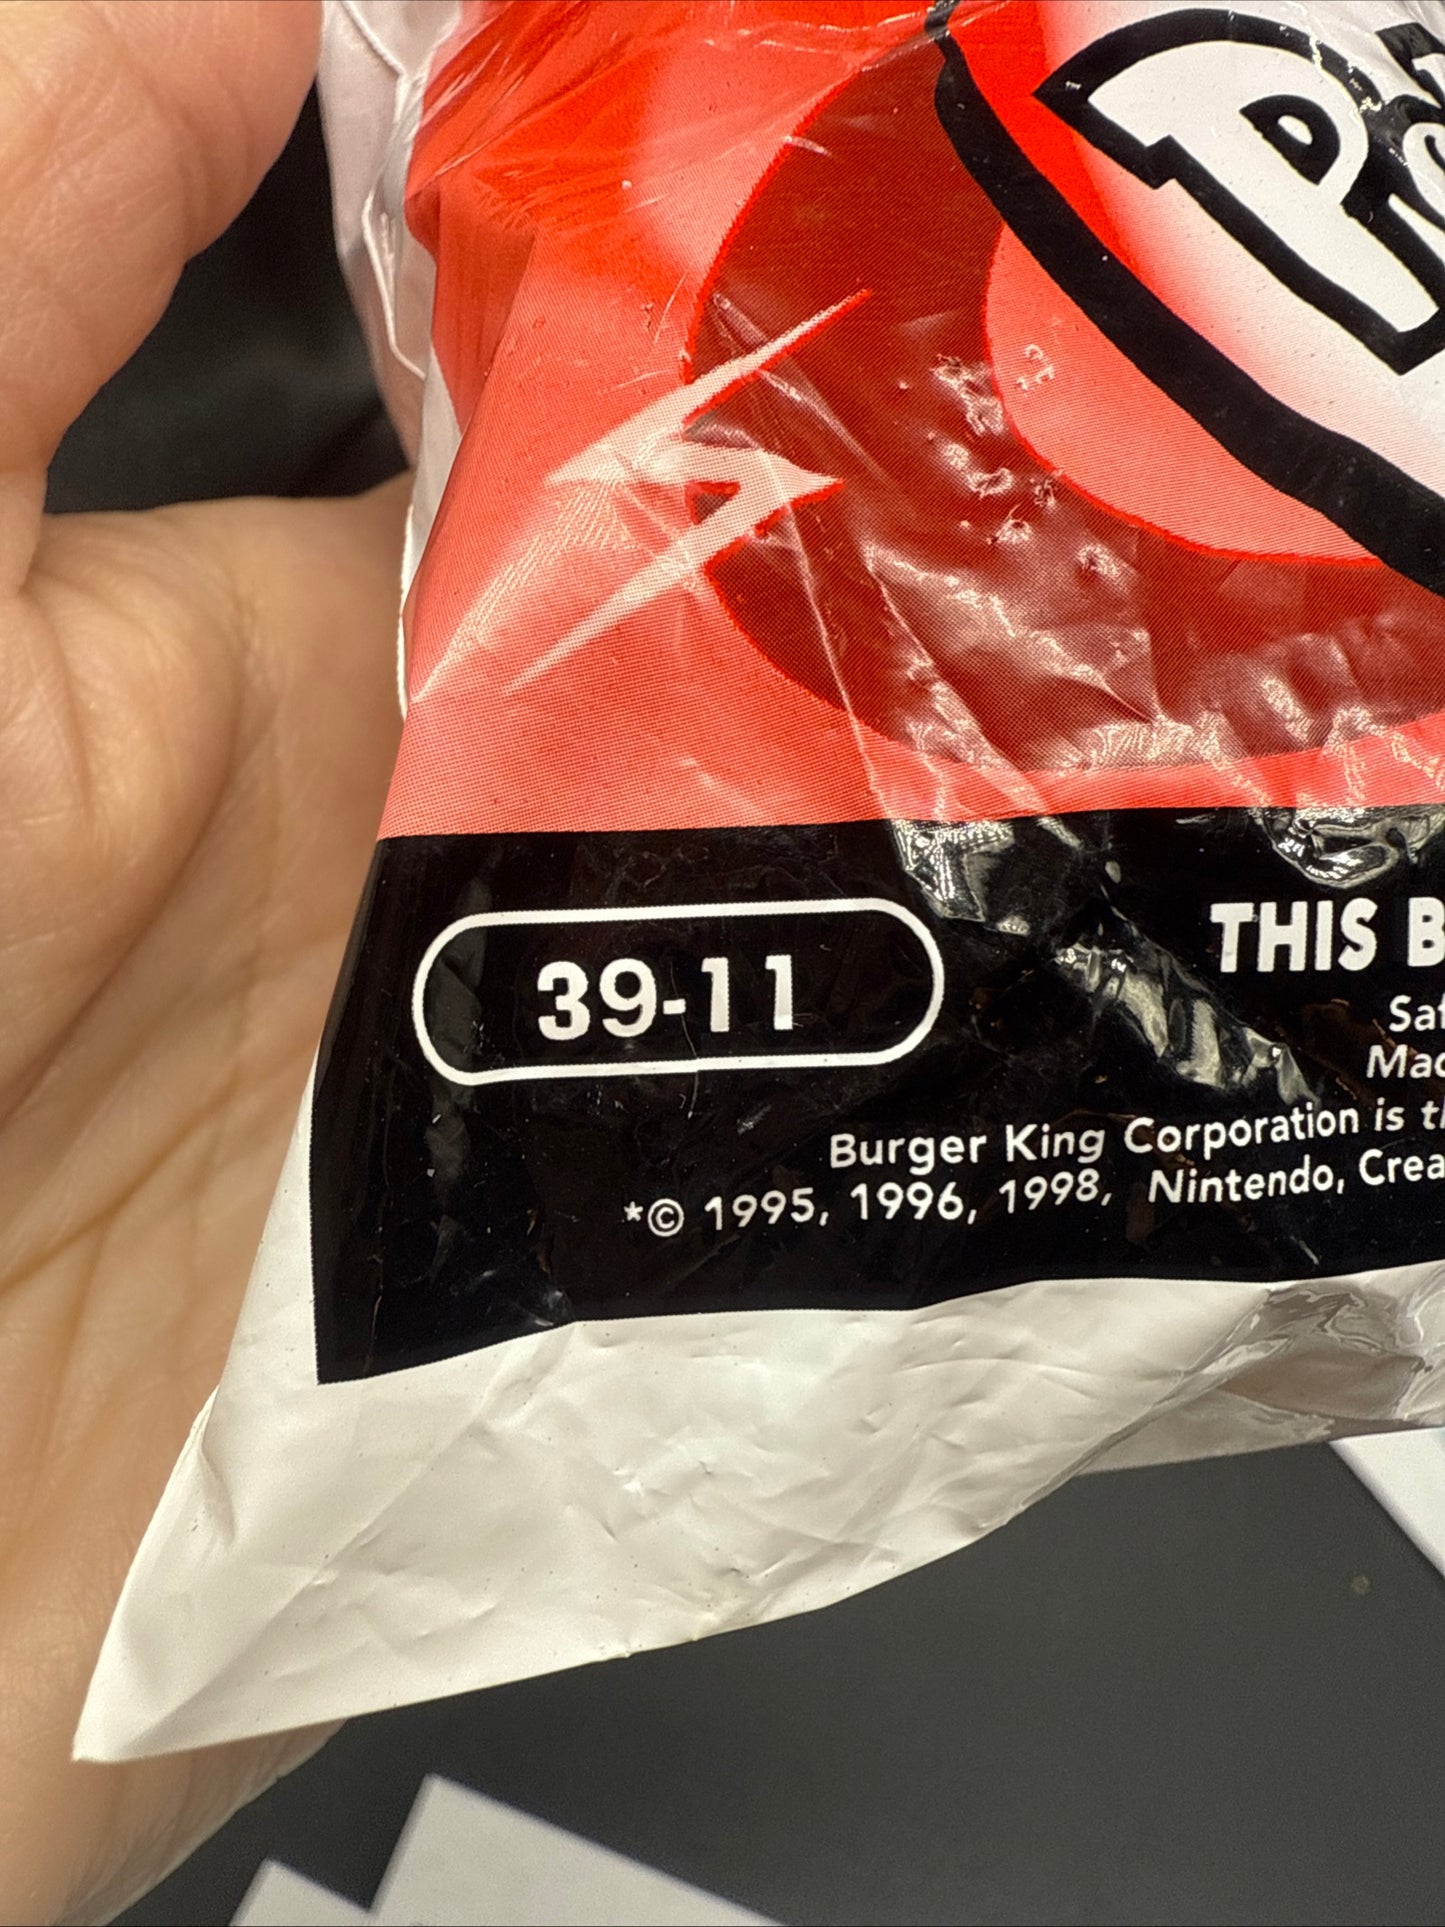 39-11
THIS B
Saf
Mad
Burger King Corporation is t
*© 1995, 1996, 1998, Nintendo, Crea